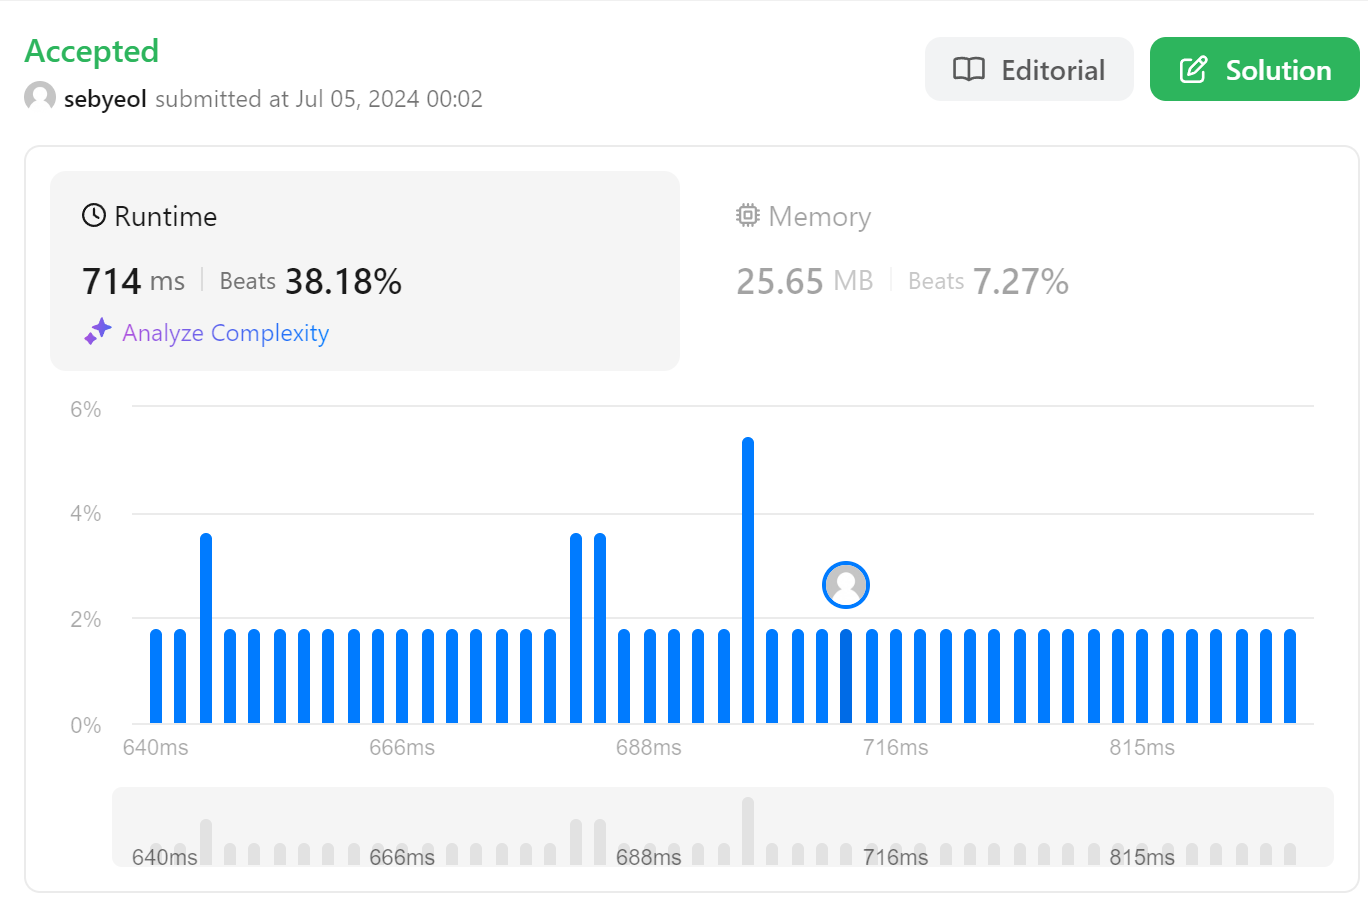 Accepted
sebyeol submitted at Jul 05, 2024 00:02
Editorial
Solution
Runtime
714 ms Beats 38.18%
Analyze Complexity
Memory
25.65 MB Beats 7.27%
6%
4%
2%
0%
640ms 666ms 688ms 716ms 815ms
640ms 666ms 688ms 716ms 815ms